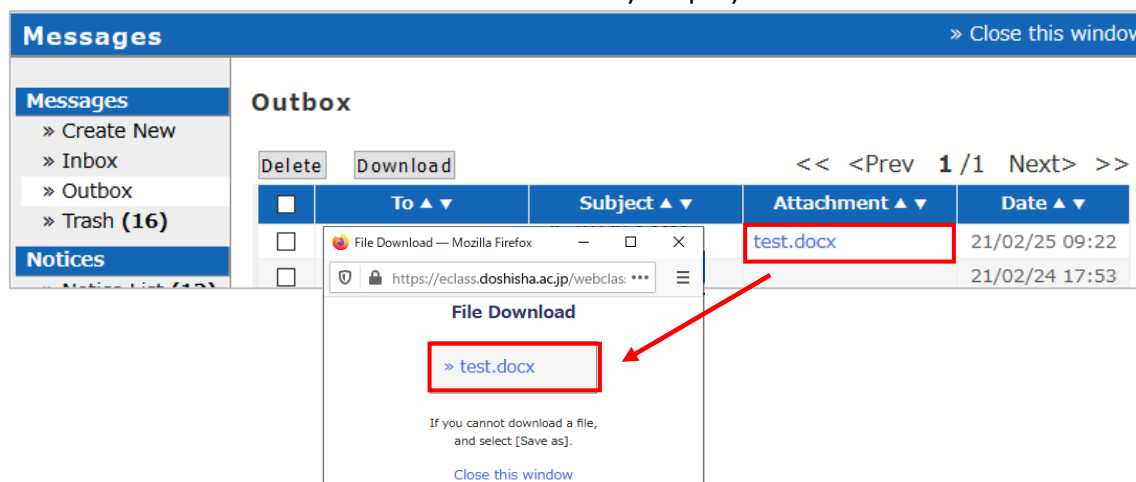 Messages » Close this window
Messages
» Create New
» Inbox
» Outbox
» Trash (16)
Notices
Outbox
Delete Download << <Prev 1 /1 Next> >>
To ▲ ▼ Subject ▲ ▼ Attachment ▲ ▼ Date ▲ ▼
test.docx 21/02/25 09:22
21/02/24 17:53
File Download — Mozilla Firefox
https://eclass.doshisha.ac.jp/webclas: •••
File Download
» test.docx
If you cannot download a file,
and select [Save as].
Close this window